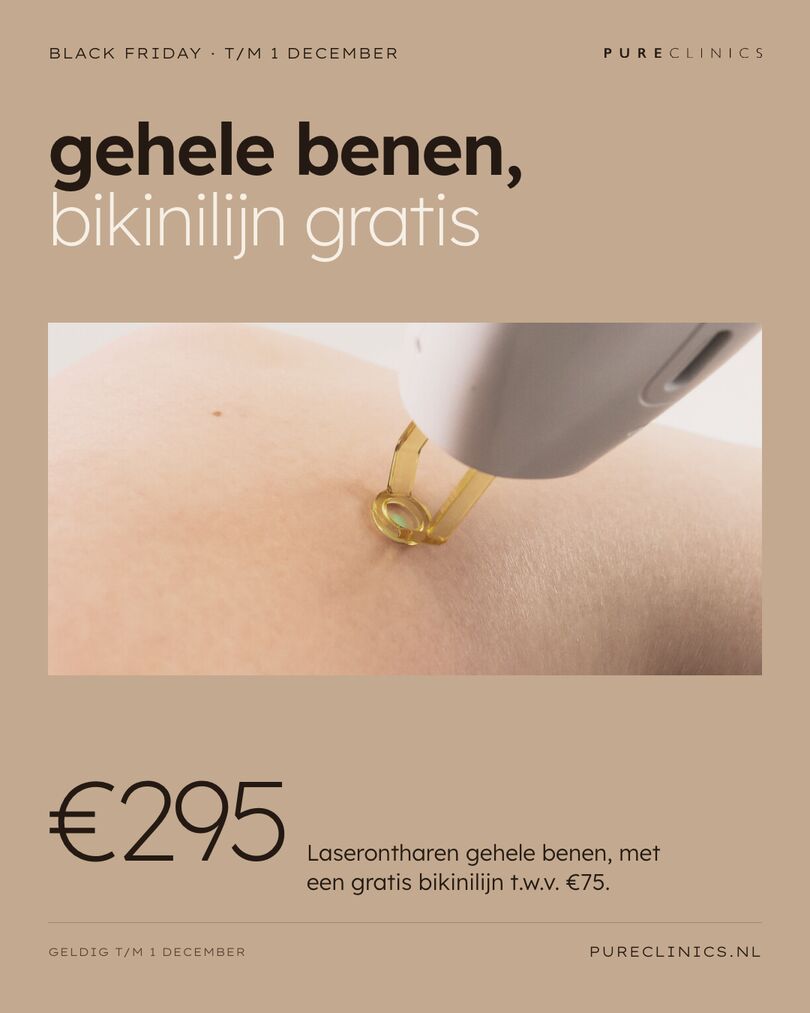 BLACK FRIDAY · T/M 1 DECEMBER
PURECLINICS
gehele benen,
bikinilijn gratis
€295
Laserontharen gehele benen, met
een gratis bikinilijn t.w.v. €75.
GELDIG T/M 1 DECEMBER
PURECLINICS.NL